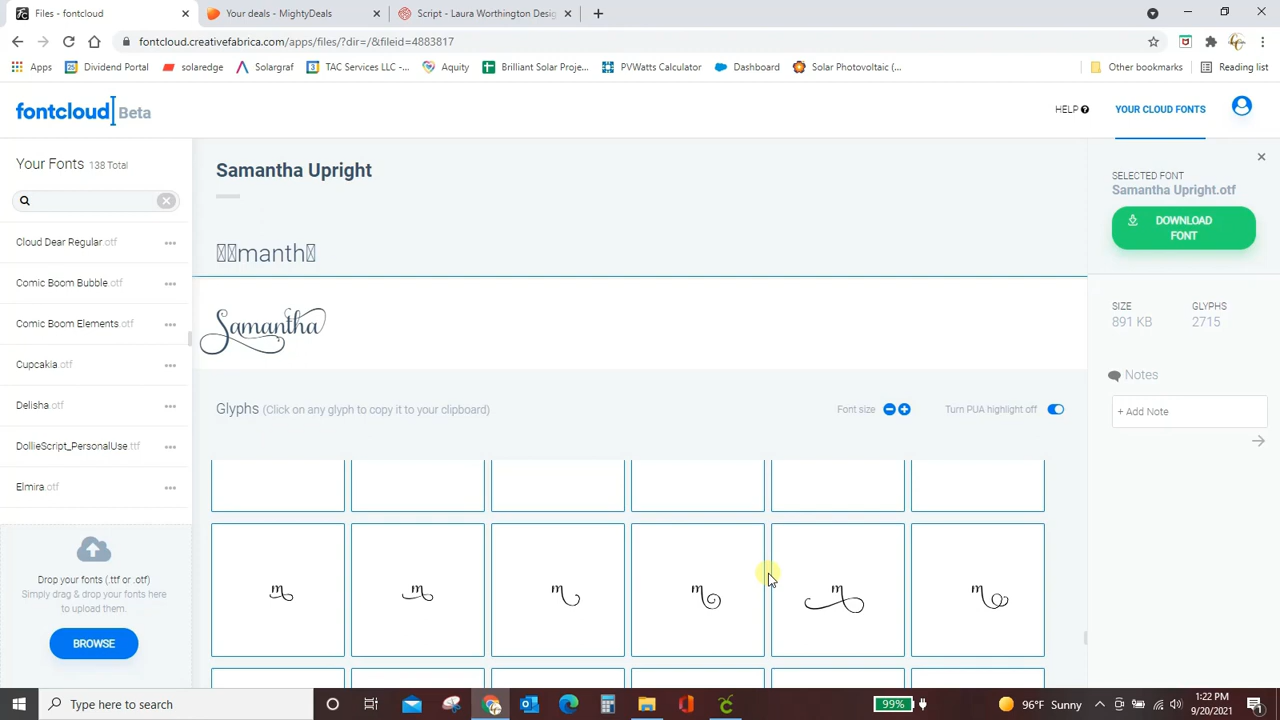 Files - fontcloud
Your deals - MightyDeals
Script - Laura Worthington Desig
fontcloud.creativefabrica.com/apps/files/?dir=/&fileid=4883817
Apps
Dividend Portal
solaredge
Solargraf
TAC Services LLC -...
Aquity
Brilliant Solar Proje...
PVWatts Calculator
Dashboard
Solar Photovoltaic (...
Other bookmarks
Reading list
fontcloud Beta
HELP
YOUR CLOUD FONTS
Your Fonts 138 Total
Cloud Dear Regular.otf
Comic Boom Bubble.otf
Comic Boom Elements.otf
Cupcakia.otf
Delisha.otf
DollieScript_PersonalUse.ttf
Elmira.otf
Drop your fonts (.ttf or .otf)
Simply drag & drop your fonts here
to upload them.
BROWSE
Samantha Upright
manth
Samantha
Glyphs (Click on any glyph to copy it to your clipboard)
Font size
Turn PUA highlight off
m m m m m m
SELECTED FONT
Samantha Upright.otf
DOWNLOAD
FONT
SIZE GLYPHS
891 KB 2715
Notes
+ Add Note
Type here to search
99%
96°F Sunny
1:22 PM
9/20/2021